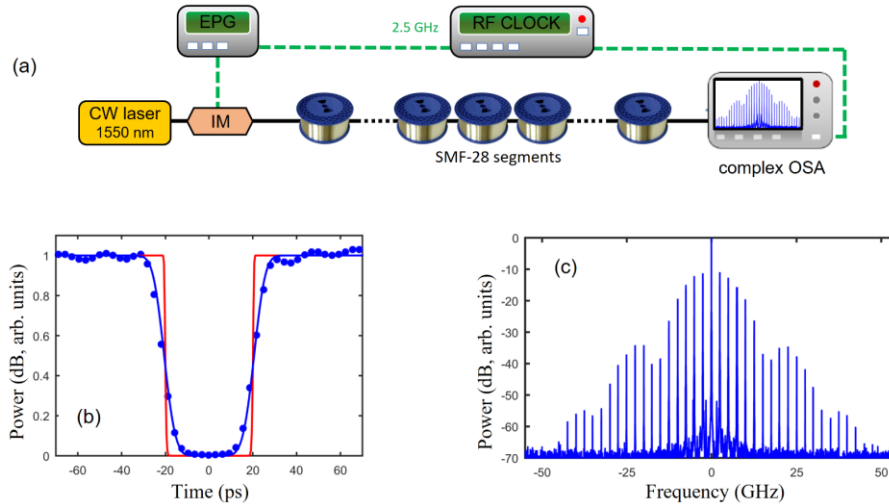 EPG
2.5 GHz
RF CLOCK
(a)
CW laser
1550 nm
IM
SMF-28 segments
complex OSA
Power (dB, arb. units)
1
0.8
0.6
0.4
0.2
0
(b)
-60
-40
-20
0
20
40
60
Time (ps)
Power (dB, arb. units)
0
-10
-20
-30
-40
-50
-60
-70
(c)
-50
-25
0
25
50
Frequency (GHz)